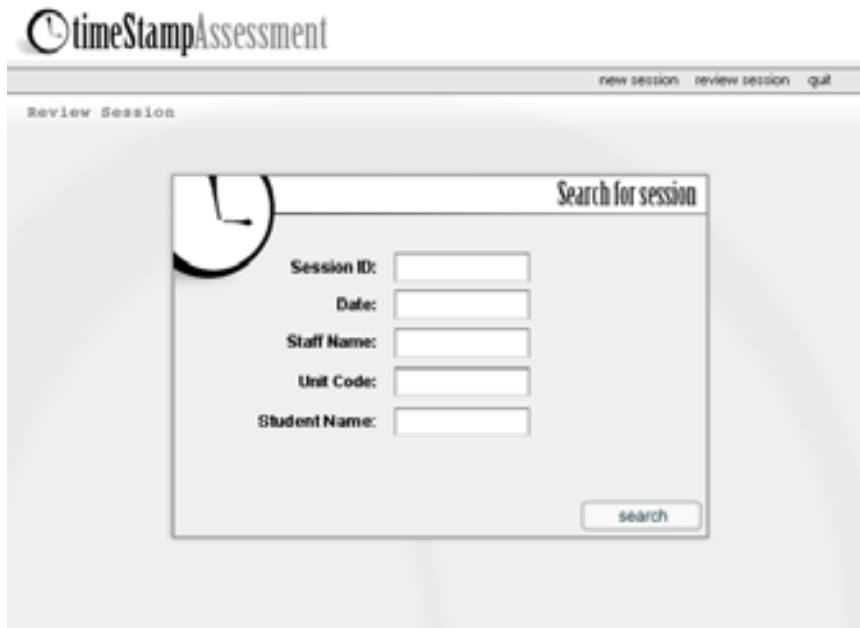 timeStampAssessment
new session review session quit
Review Session
Search for session
Session ID:
Date:
Staff Name:
Unit Code:
Student Name:
search